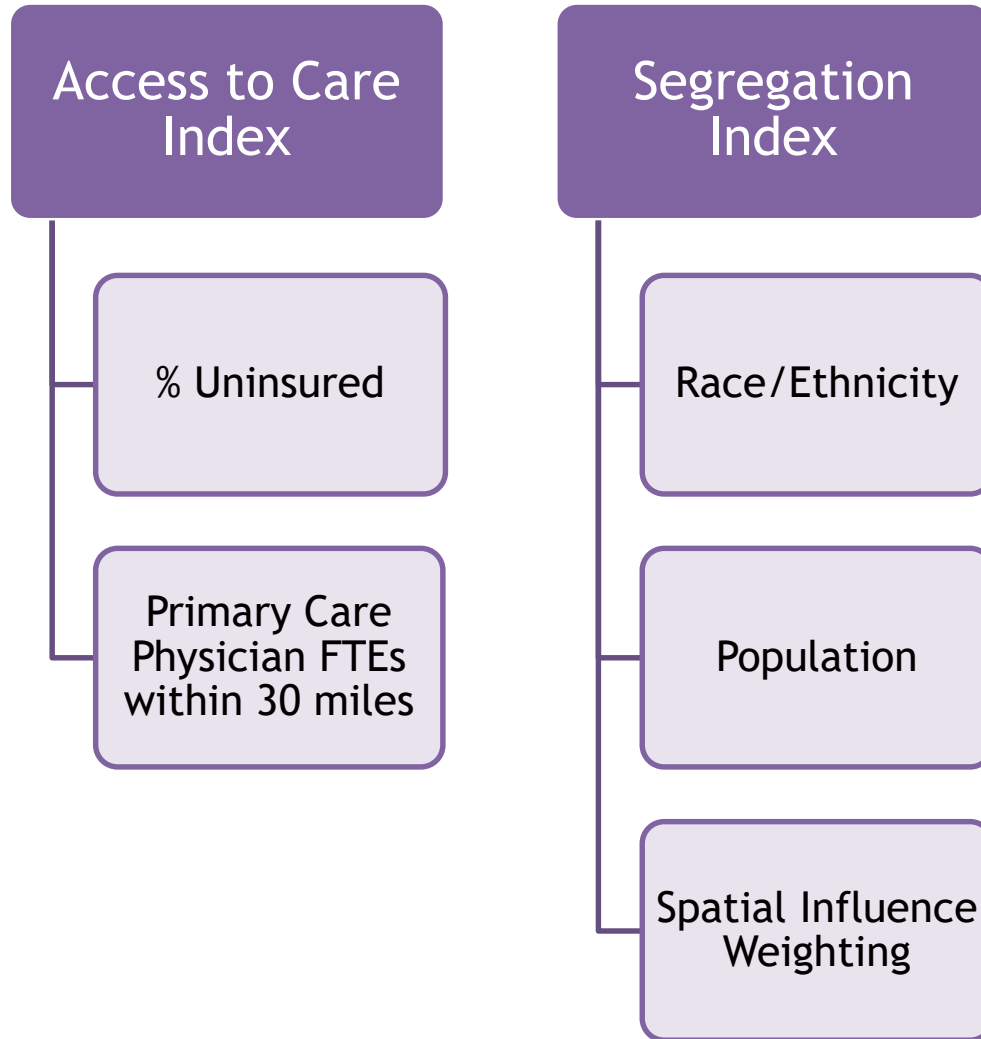 Access to Care
Index
% Uninsured
Primary Care
Physician FTEs
within 30 miles
Segregation
Index
Race/Ethnicity
Population
Spatial Influence
Weighting